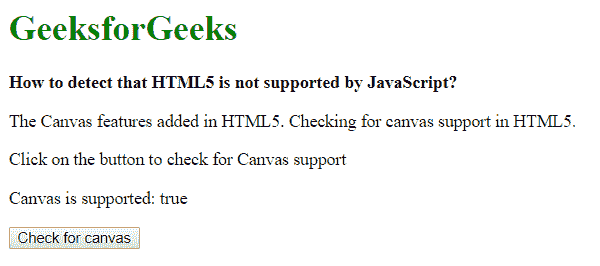 GeeksforGeeks
How to detect that HTML5 is not supported by JavaScript?
The Canvas features added in HTML5. Checking for canvas support in HTML5.
Click on the button to check for Canvas support
Canvas is supported: true
Check for canvas